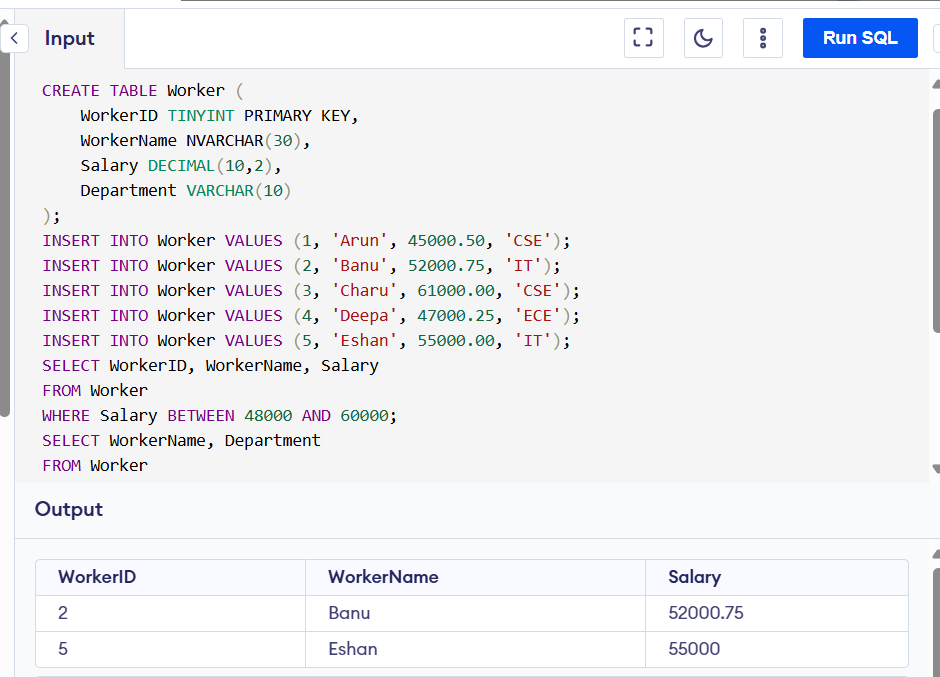 Input
Run SQL
CREATE TABLE Worker (
    WorkerID TINYINT PRIMARY KEY,
    WorkerName NVARCHAR(30),
    Salary DECIMAL(10,2),
    Department VARCHAR(10)
);
INSERT INTO Worker VALUES (1, 'Arun', 45000.50, 'CSE');
INSERT INTO Worker VALUES (2, 'Banu', 52000.75, 'IT');
INSERT INTO Worker VALUES (3, 'Charu', 61000.00, 'CSE');
INSERT INTO Worker VALUES (4, 'Deepa', 47000.25, 'ECE');
INSERT INTO Worker VALUES (5, 'Eshan', 55000.00, 'IT');
SELECT WorkerID, WorkerName, Salary
FROM Worker
WHERE Salary BETWEEN 48000 AND 60000;
SELECT WorkerName, Department
FROM Worker
Output
WorkerID WorkerName Salary
2 Banu 52000.75
5 Eshan 55000